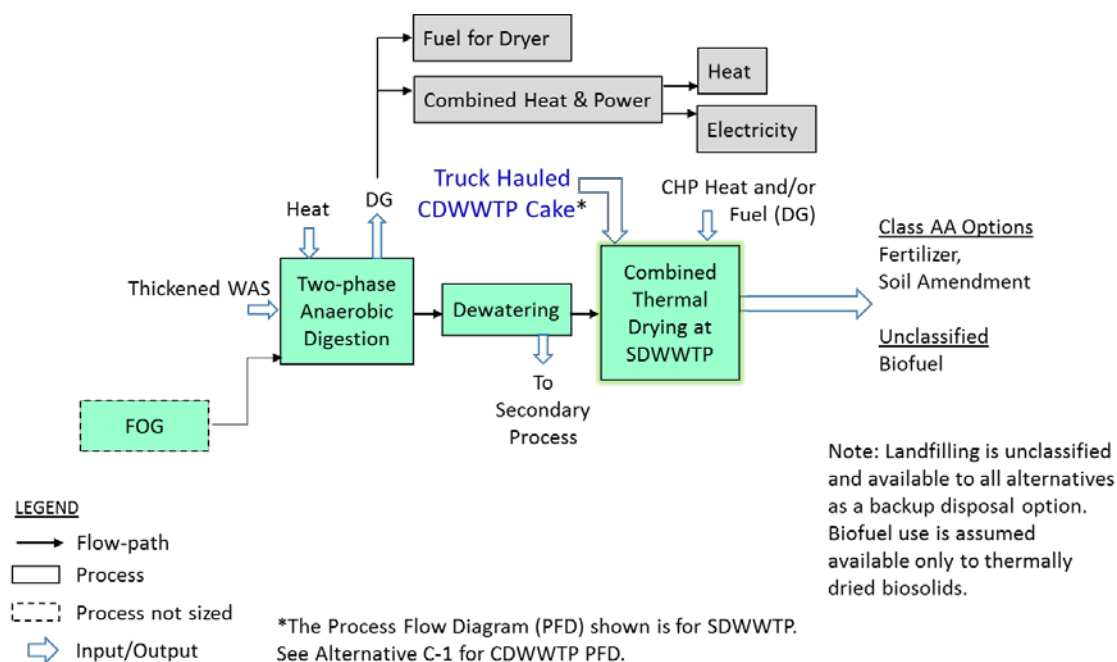 Fuel for Dryer
Combined Heat & Power
Heat
Electricity
Truck Hauled
CDWWTP Cake*
CHP Heat and/or
Fuel (DG)
Heat
DG
Thickened WAS
Two-phase
Anaerobic
Digestion
Dewatering
Combined
Thermal
Drying at
SDWWTP
Class AA Options
Fertilizer,
Soil Amendment
Unclassified
Biofuel
To
Secondary
Process
FOG
Note: Landfilling is unclassified
and available to all alternatives
as a backup disposal option.
Biofuel use is assumed
available only to thermally
dried biosolids.
LEGEND
Flow-path
Process
Process not sized
Input/Output
*The Process Flow Diagram (PFD) shown is for SDWWTP.
See Alternative C-1 for CDWWTP PFD.